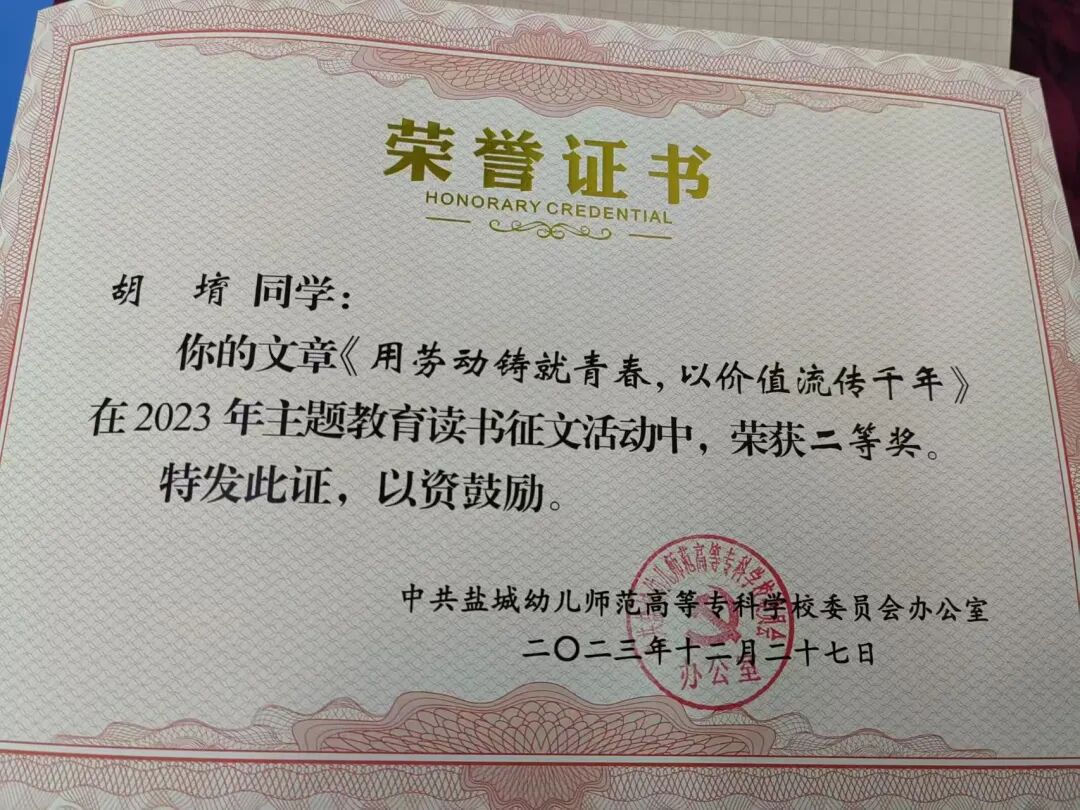 荣誉证书
HONORARY CREDENTIAL
胡 堉 同学：
你的文章《用劳动铸就青春，以价值流传千年》
在2023年主题教育读书征文活动中，荣获二等奖。
特发此证，以资鼓励。
中共盐城幼儿师范高等专科学校委员会办公室
二〇二三年十二月二十七日
办公室